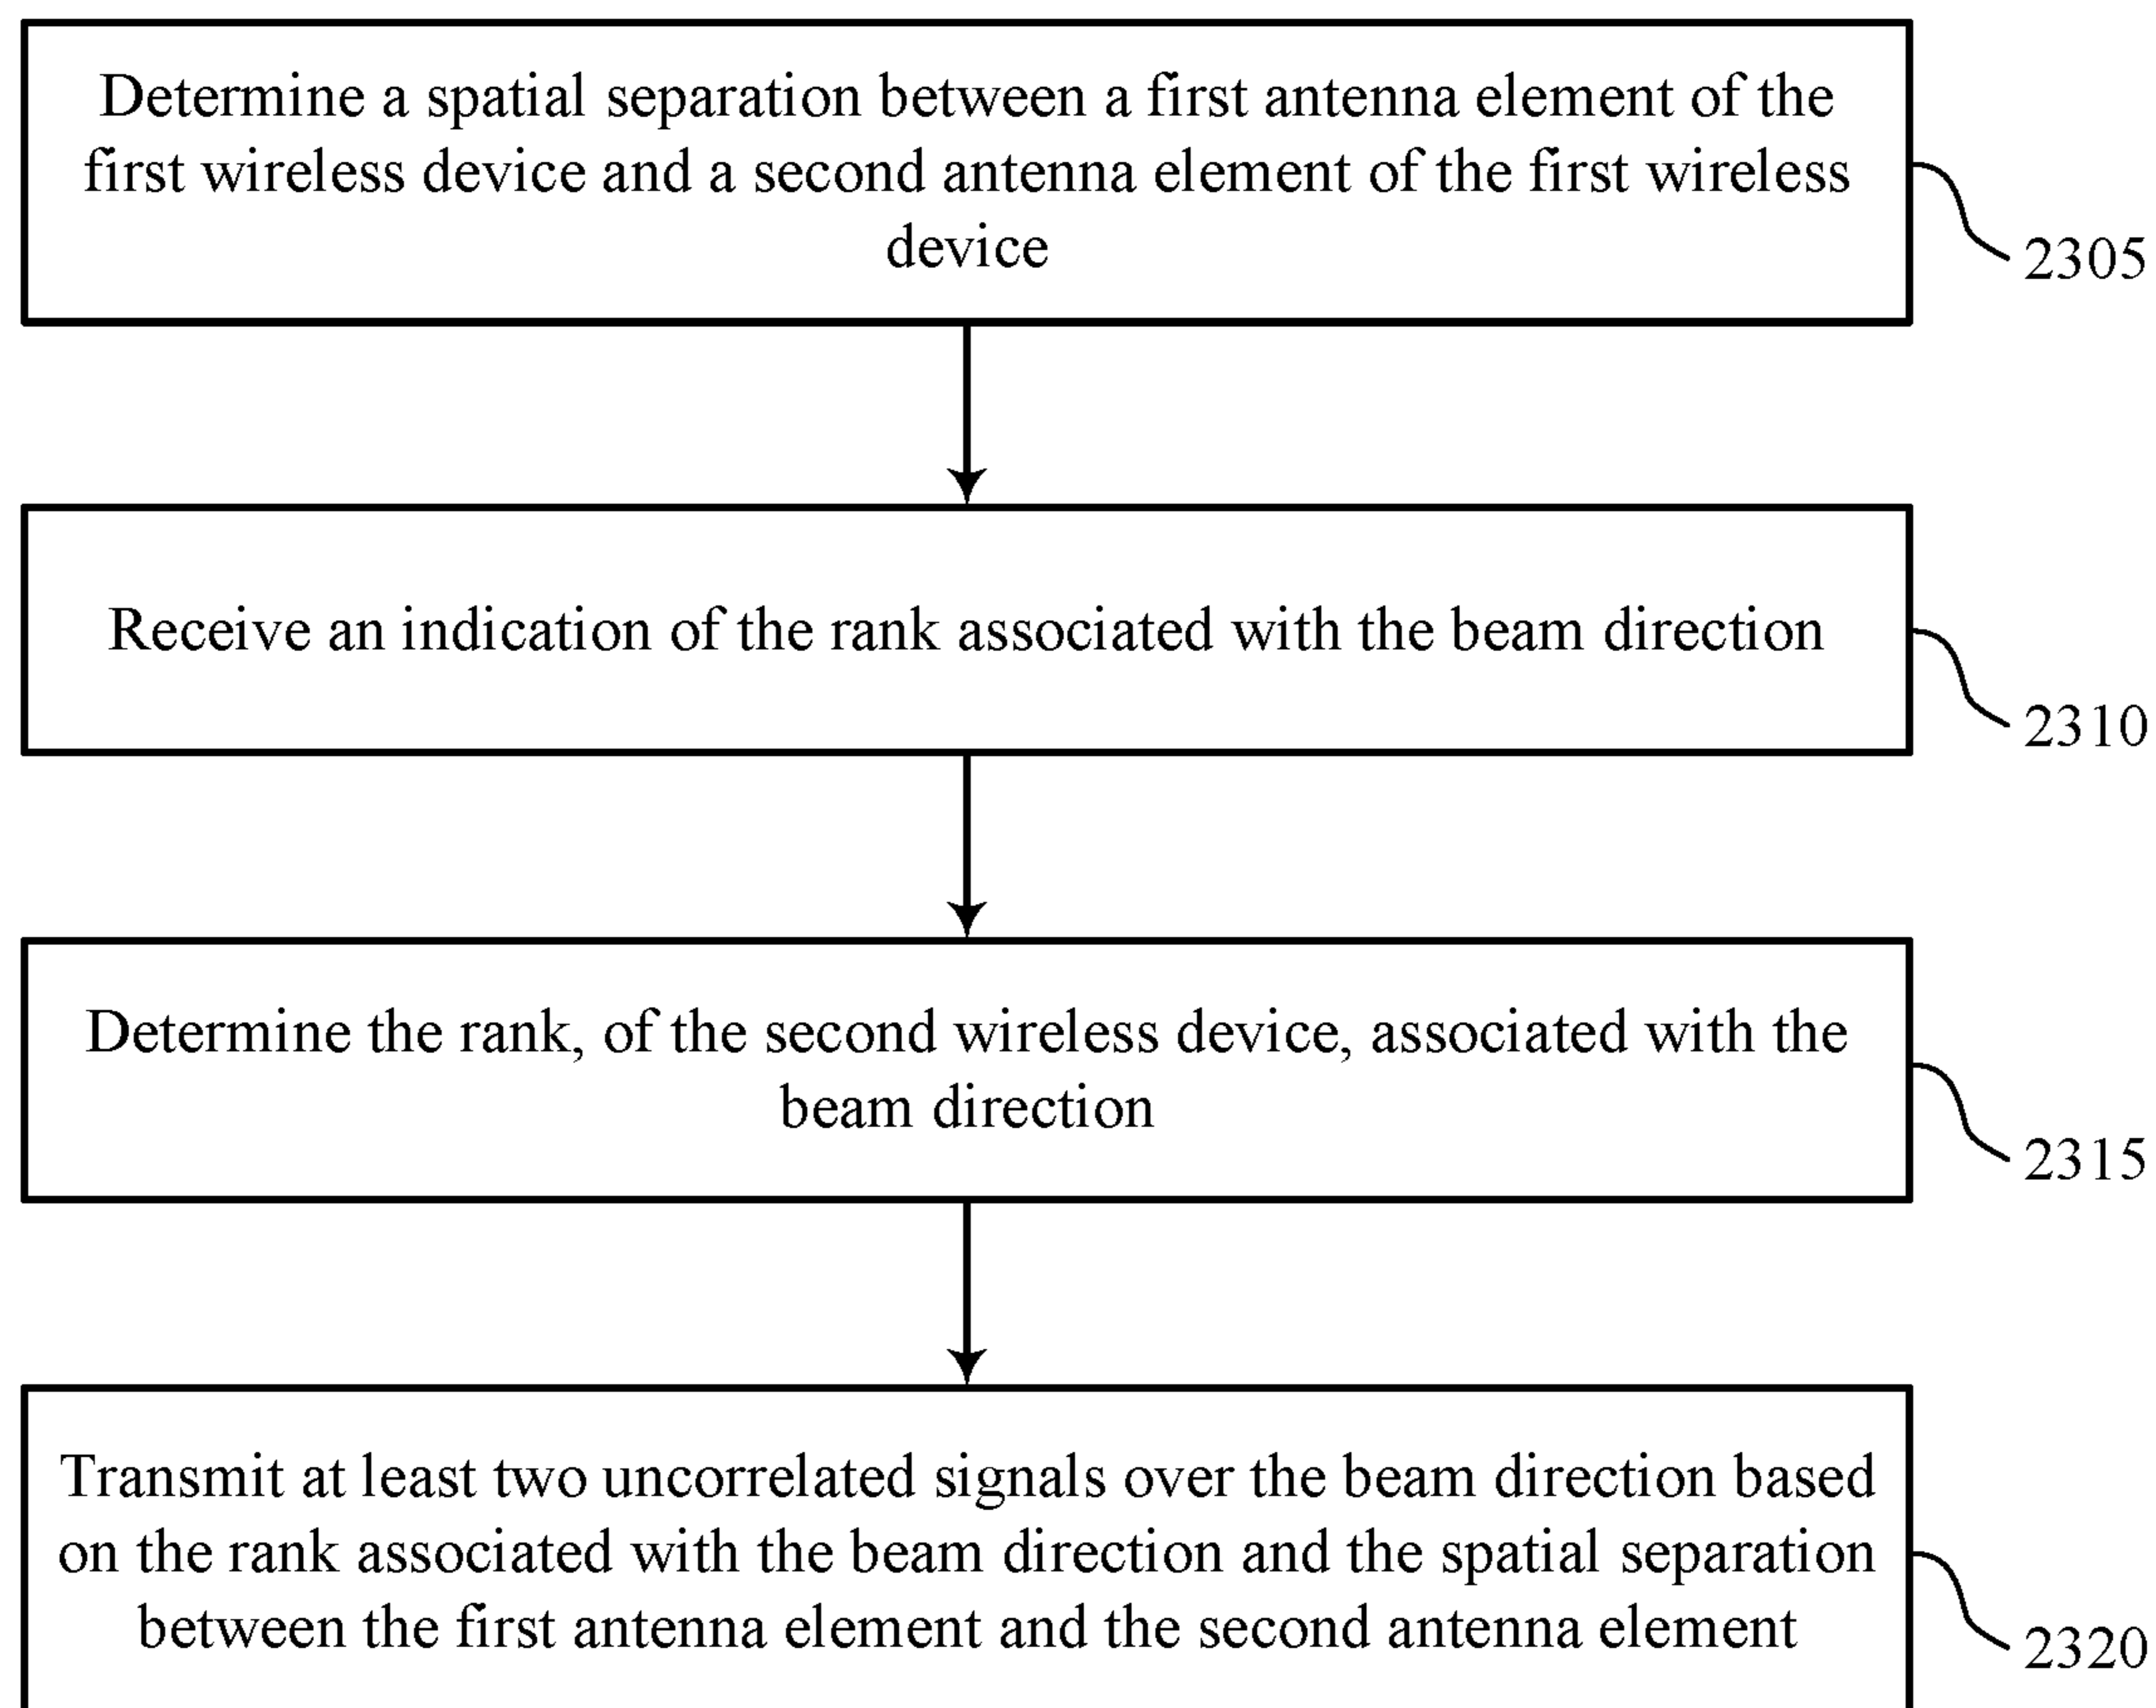 Determine a spatial separation between a first antenna element of the
first wireless device and a second antenna element of the first wireless
device
2305
Receive an indication of the rank associated with the beam direction
2310
Determine the rank, of the second wireless device, associated with the
beam direction
2315
Transmit at least two uncorrelated signals over the beam direction based
on the rank associated with the beam direction and the spatial separation
between the first antenna element and the second antenna element
2320